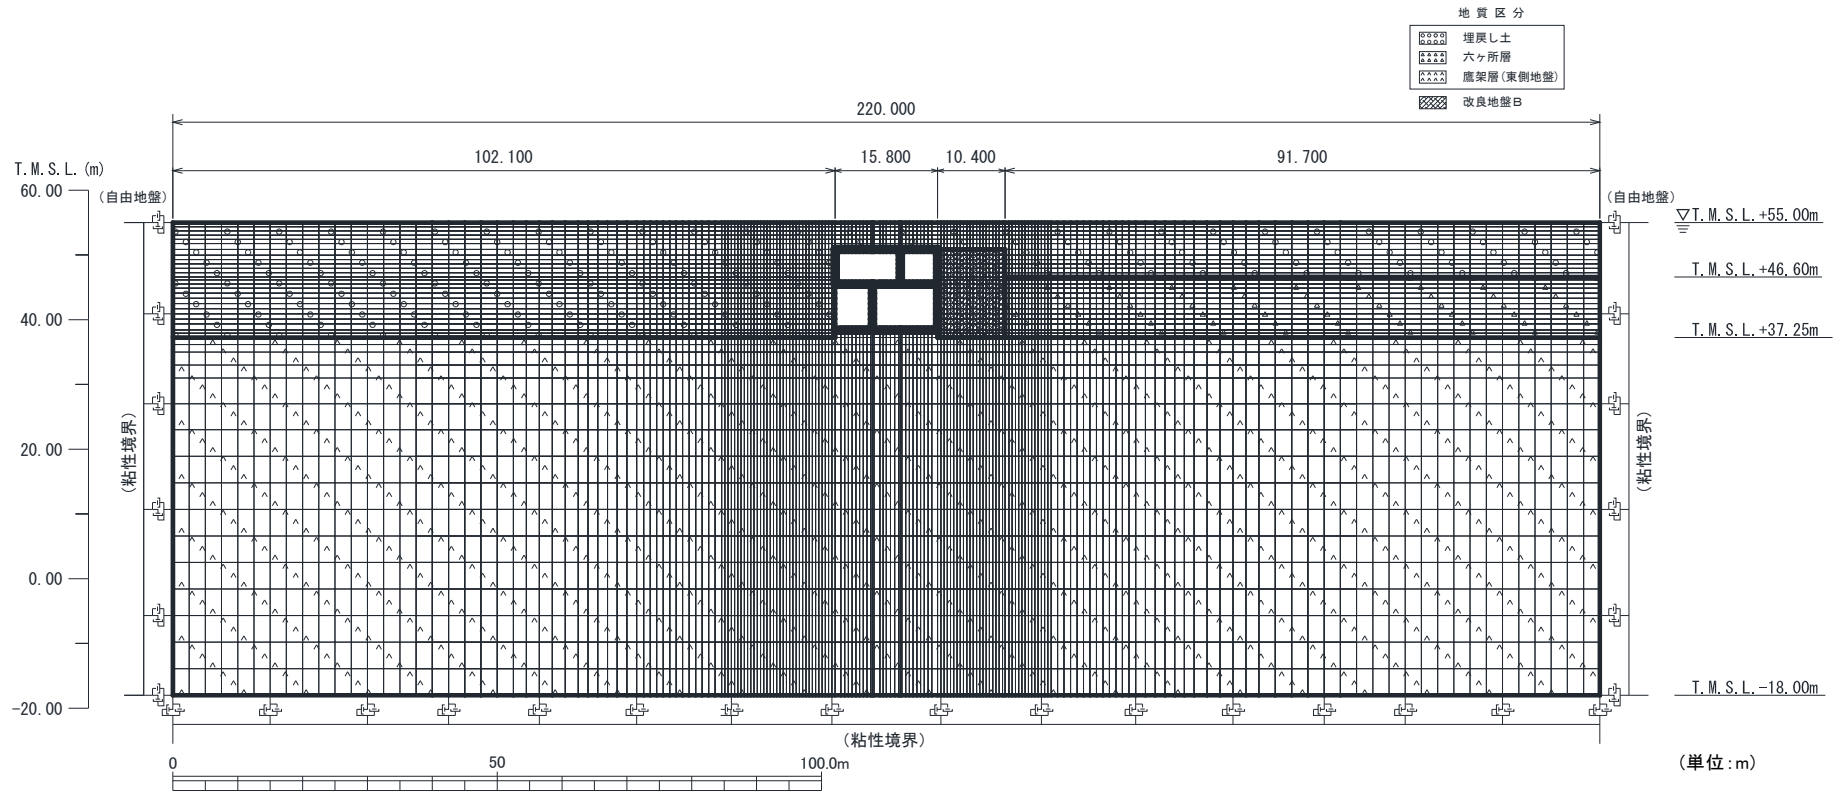 地質区分
埋戻し土
六ヶ所層
鷹架層(東側地盤)
改良地盤B
220.000
102.100
15.800
10.400
91.700
T.M.S.L.(m)
60.00
40.00
20.00
0.00
-20.00
(自由地盤)
(自由地盤)
▽T.M.S.L.+55.00m
T.M.S.L.+46.60m
T.M.S.L.+37.25m
T.M.S.L.-18.00m
(粘性境界)
(粘性境界)
(粘性境界)
0
50
100.0m
(単位:m)